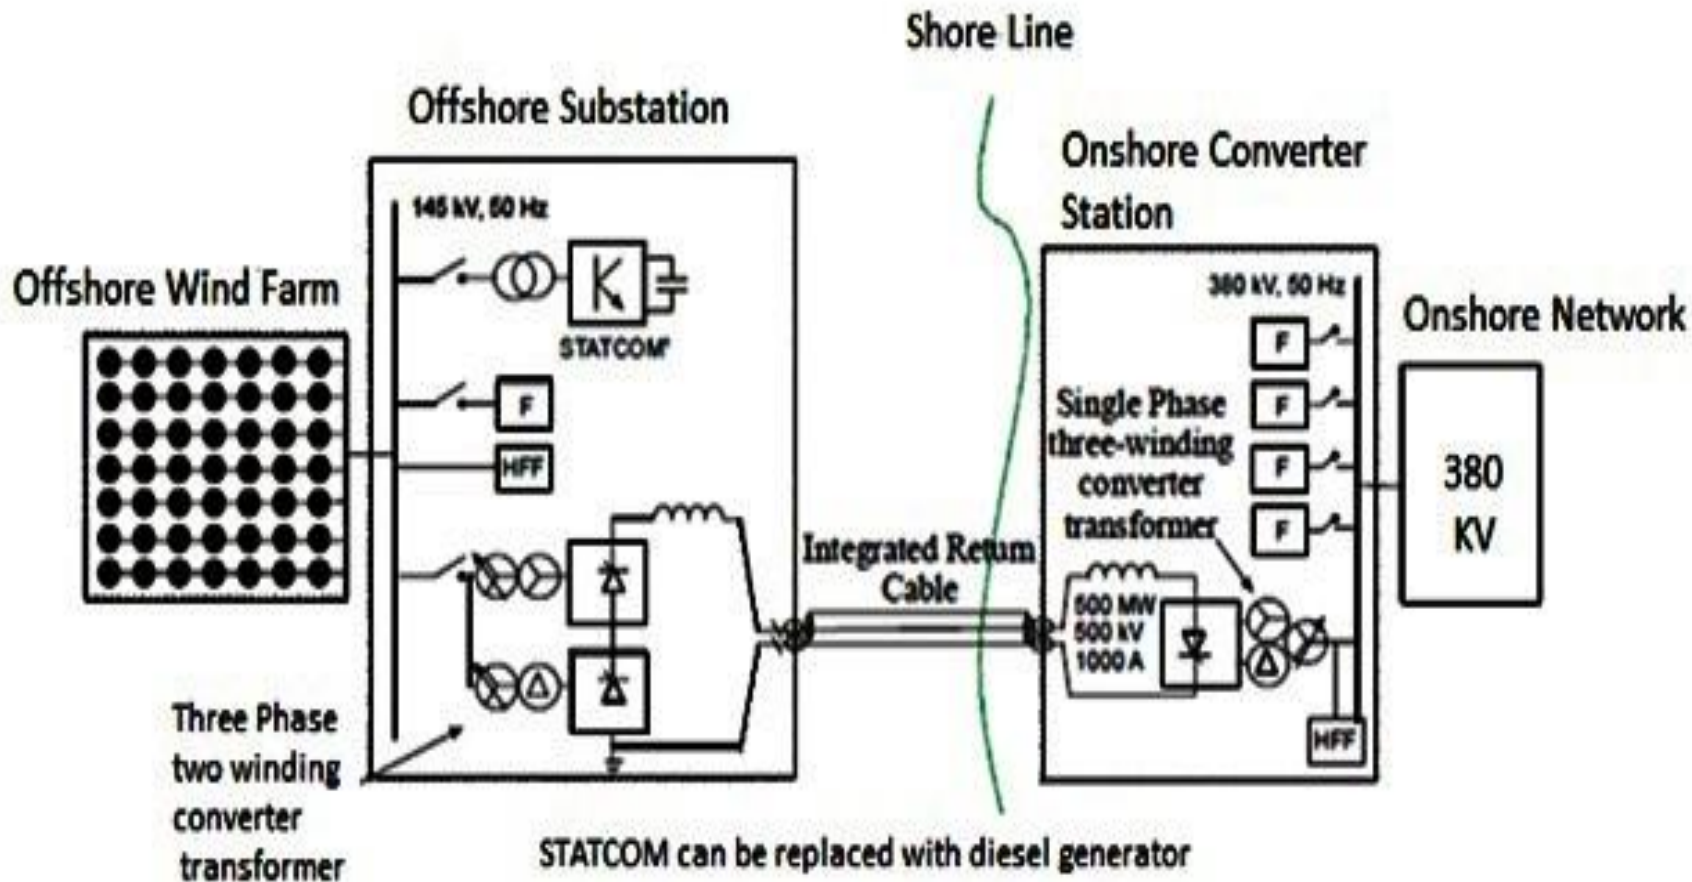 Shore Line
Offshore Substation
Onshore Converter
Station
145 kV, 50 Hz
380 kV, 50 Hz
Offshore Wind Farm
Onshore Network
STATCOM*
F
HFF
F
F
F
F
Single Phase
three-winding
converter
transformer
380
KV
Integrated Return
Cable
500 MW
500 kV
1000 A
HFF
Three Phase
two winding
converter
transformer
STATCOM can be replaced with diesel generator